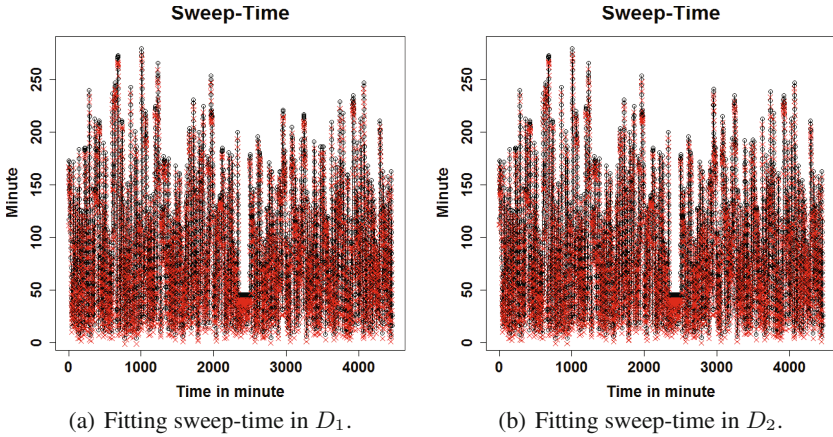 Sweep-Time
Minute
250
200
150
100
50
0
0 1000 2000 3000 4000
Time in minute
(a) Fitting sweep-time in D₁.
Sweep-Time
Minute
250
200
150
100
50
0
0 1000 2000 3000 4000
Time in minute
(b) Fitting sweep-time in D₂.